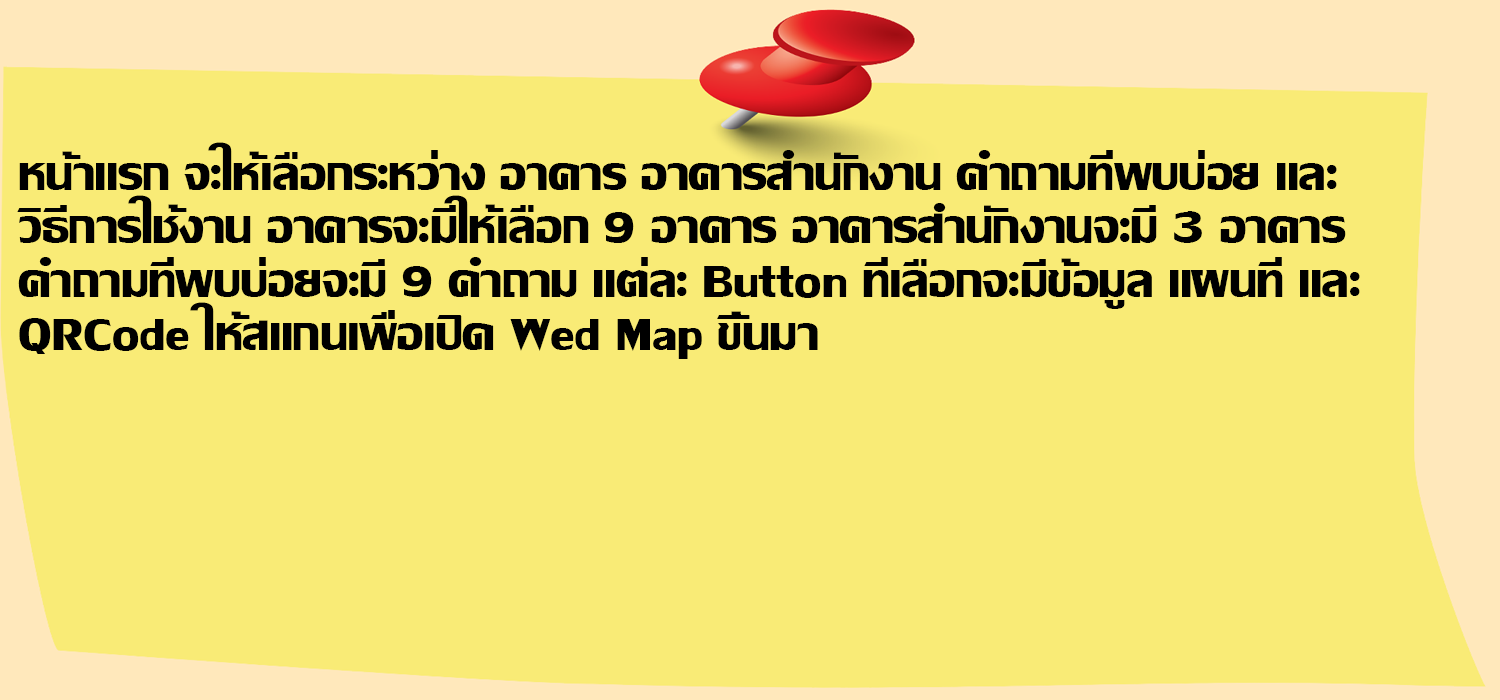 หน้าแรก จะให้เลือกระหว่าง อาคาร อาคารสำนักงาน คำถามที่พบบ่อย และ
วิธีการใช้งาน อาคารจะมีให้เลือก 9 อาคาร อาคารสำนักงานจะมี 3 อาคาร
คำถามที่พบบ่อยจะมี 9 คำถาม แต่ละ Button ที่เลือกจะมีข้อมูล แผนที่ และ
QRCode ให้สแกนเพื่อเปิด Wed Map ขึ้นมา